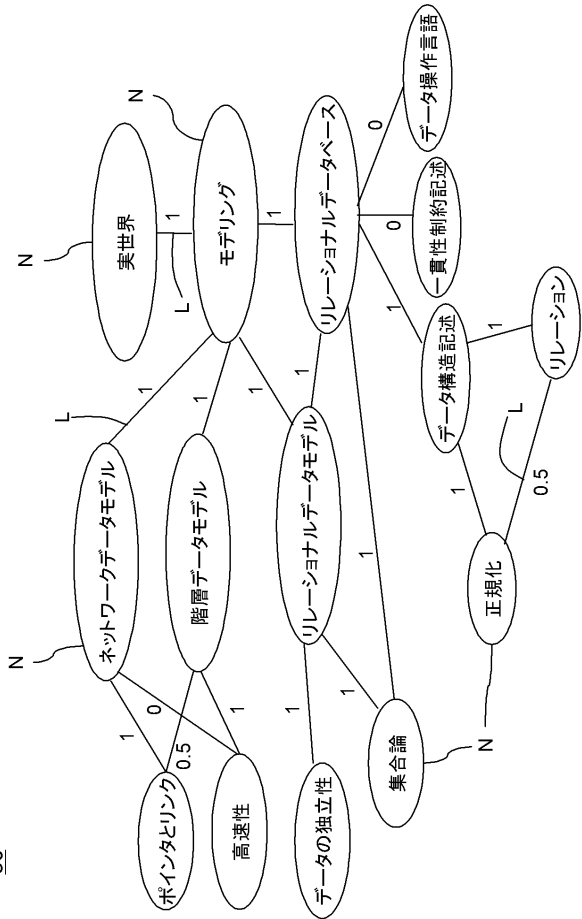 N
実世界
N
L
1
モデリング
N
L
1
1
1
1
ネットワークデータモデル
階層データモデル
リレーショナルデータモデル
1
リレーショナルデータベース
1
0
0.5
1
1
1
1
1
0
0
ポインタとリンク
高速性
データの独立性
集合論
N
データ構造記述
一貫性制約記述
データ操作言語
1
L
0.5
1
正規化
リレーション